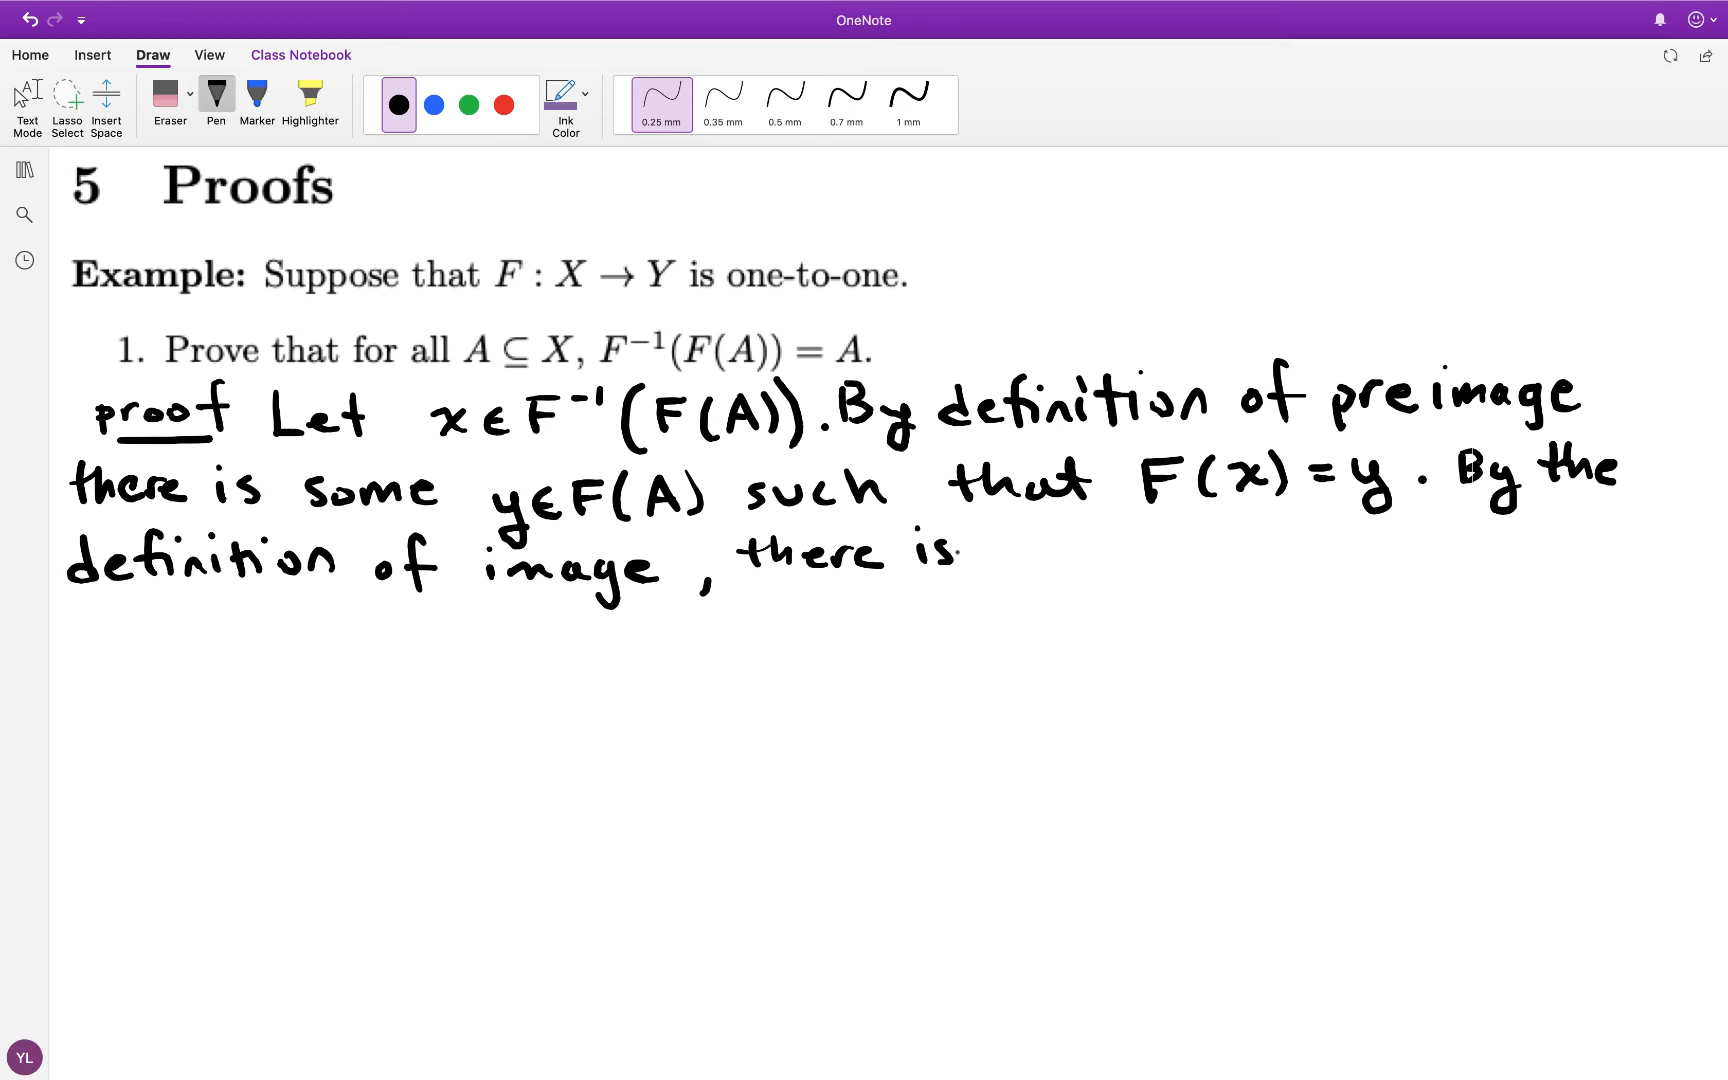 OneNote
Home Insert Draw View Class Notebook
Text Mode Lasso Select Insert Space Eraser Pen Marker Highlighter Ink Color 0.25 mm 0.35 mm 0.5 mm 0.7 mm 1 mm
5 Proofs
Example: Suppose that F : X → Y is one-to-one.
1. Prove that for all A ⊆ X, F⁻¹(F(A)) = A.
proof Let x ∈ F⁻¹(F(A)). By definition of preimage
there is some y ∈ F(A) such that F(x) = y. By the
definition of image, there is
YL